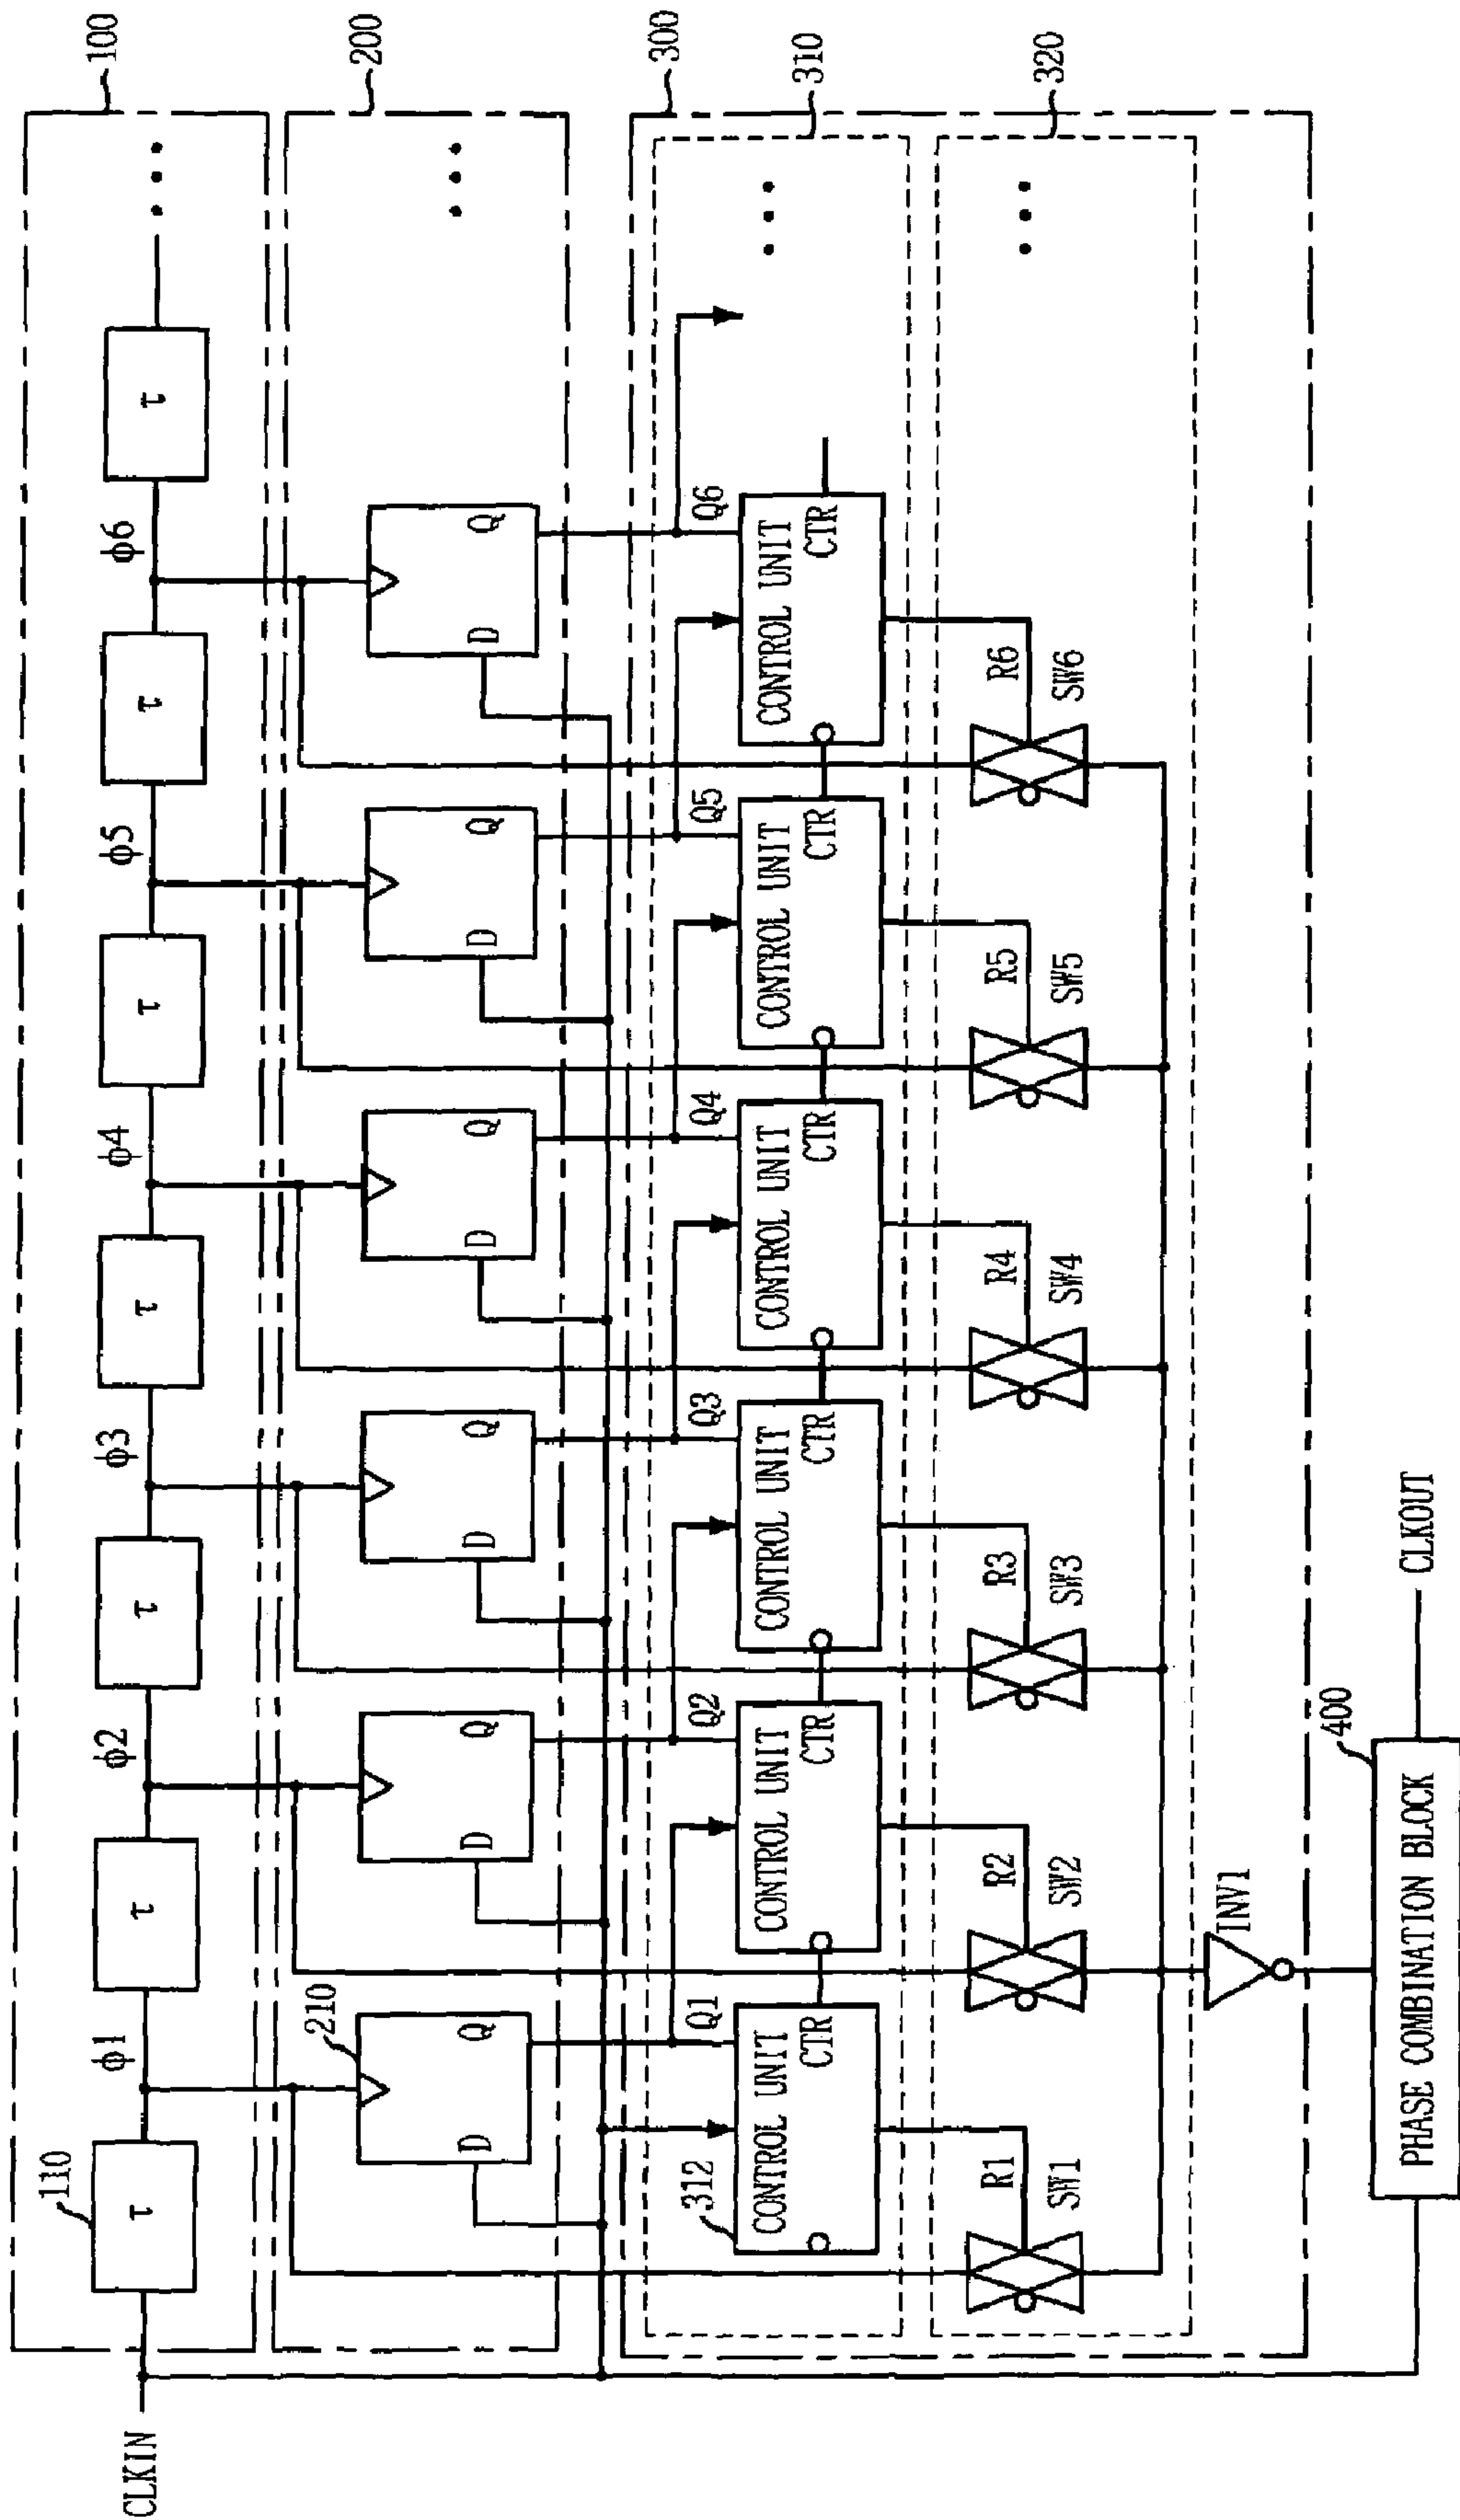 CLKIN
110
τ
τ
τ
τ
τ
τ
τ
100
ϕ1
ϕ2
ϕ3
ϕ4
ϕ5
ϕ6
210
D
Q
D
Q
D
Q
D
Q
D
Q
D
Q
200
Q1
Q2
Q3
Q4
Q5
Q6
300
312
CONTROL UNIT
CTR
CONTROL UNIT
CTR
CONTROL UNIT
CTR
CONTROL UNIT
CTR
CONTROL UNIT
CTR
CONTROL UNIT
CTR
310
R1
R2
R3
R4
R5
R6
SW1
SW2
SW3
SW4
SW5
SW6
320
INV1
400
PHASE COMBINATION BLOCK
CLKOUT